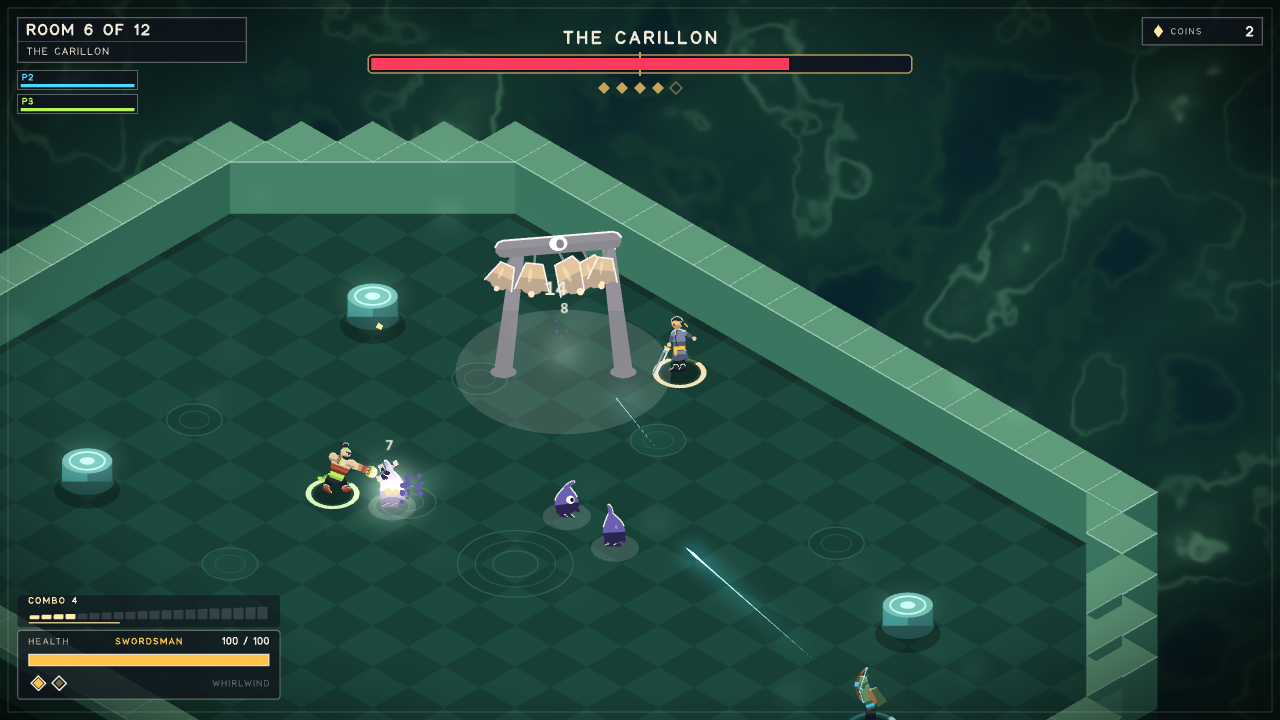 ROOM 6 OF 12
THE CARILLON
P2
P3
THE CARILLON
COINS 2
14
8
7
COMBO 4
HEALTH SWORDSMAN 100 / 100
WHIRLWIND